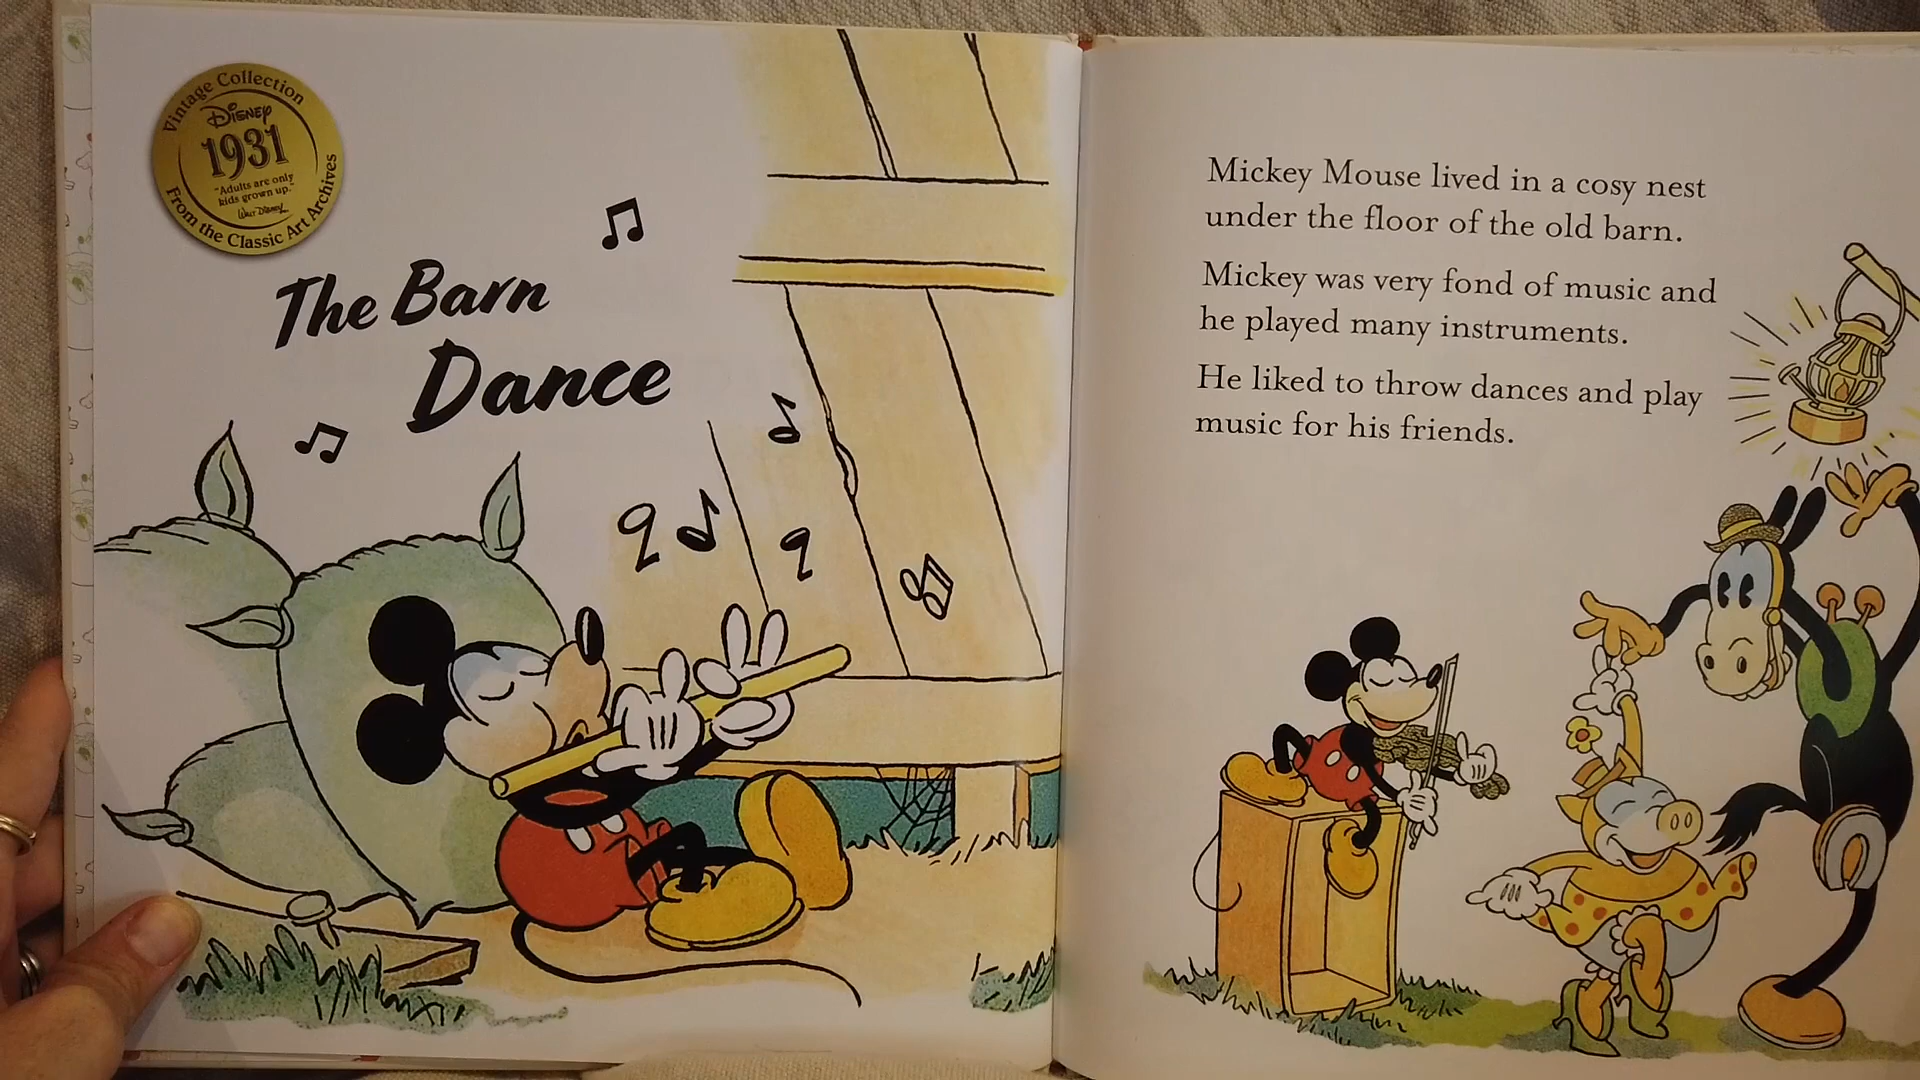 Vintage Collection
Disney
1931
"Adults are only
kids grown up."
Walt Disney
From the Classic Art Archives
The Barn
Dance
Mickey Mouse lived in a cosy nest
under the floor of the old barn.
Mickey was very fond of music and
he played many instruments.
He liked to throw dances and play
music for his friends.